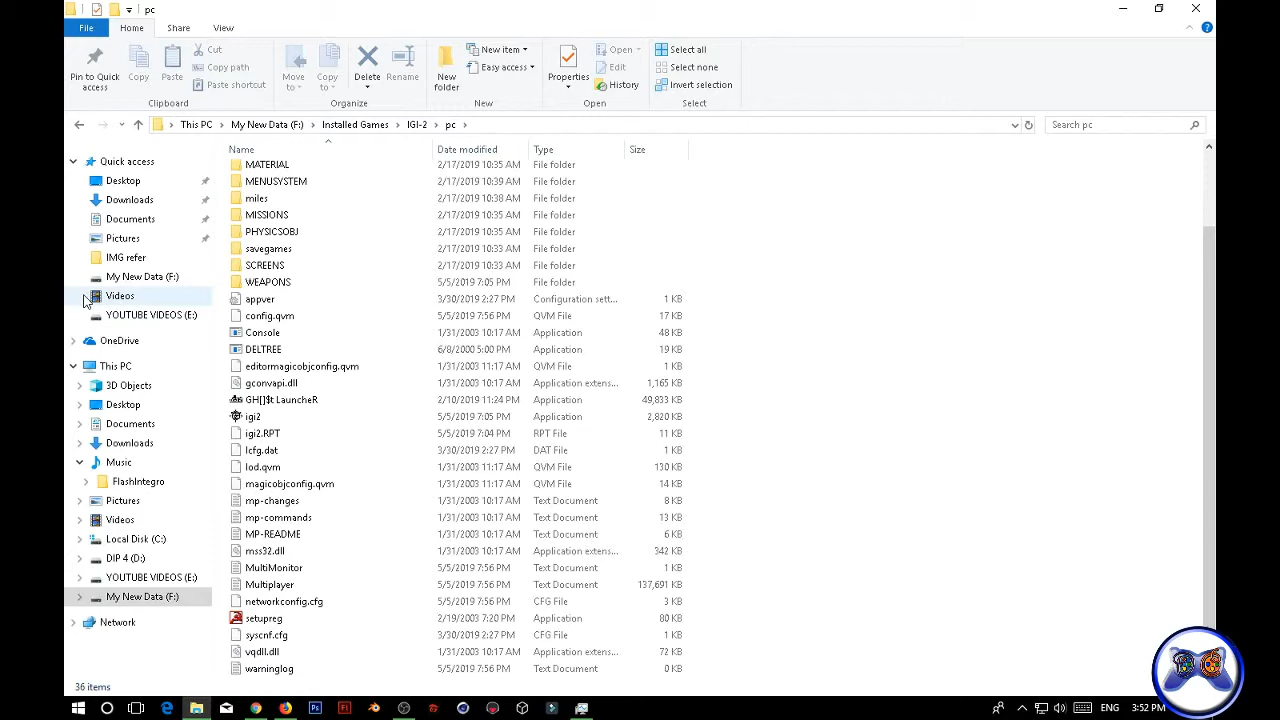 pc
File Home Share View
Pin to Quick access
Copy
Paste
Cut
Copy path
Paste shortcut
Clipboard
Move to
Copy to
Delete
Rename
Organize
New folder
New item
Easy access
New
Properties
Open
Edit
History
Open
Select all
Select none
Invert selection
Select
This PC My New Data (F:) Installed Games IGI-2 pc
Search pc
Quick access
Desktop
Downloads
Documents
Pictures
IMG refer
My New Data (F:)
Videos
YOUTUBE VIDEOS (E:)
OneDrive
This PC
3D Objects
Desktop
Documents
Downloads
Music
FlashIntegro
Pictures
Videos
Local Disk (C:)
DIP 4 (D:)
YOUTUBE VIDEOS (E:)
My New Data (F:)
Network
Name Date modified Type Size
MATERIAL 2/17/2019 10:35 AM File folder
MENUSYSTEM 2/17/2019 10:39 AM File folder
miles 2/17/2019 10:38 AM File folder
MISSIONS 2/17/2019 10:35 AM File folder
PHYSICSOBJ 2/17/2019 10:35 AM File folder
savegames 2/17/2019 10:33 AM File folder
SCREENS 2/17/2019 10:33 AM File folder
WEAPONS 5/5/2019 7:05 PM File folder
appver 3/30/2019 2:27 PM Configuration sett... 1 KB
config.qvm 5/5/2019 7:56 PM QVM File 17 KB
Console 1/31/2003 10:17 AM Application 48 KB
DELTREE 6/8/2000 5:00 PM Application 19 KB
editormagicobjconfig.qvm 1/31/2003 11:17 AM QVM File 1 KB
gconvapi.dll 1/31/2003 10:17 AM Application extens... 1,165 KB
GH[]$t LauncheR 2/10/2019 11:24 PM Application 49,833 KB
igi2 5/5/2019 7:05 PM Application 2,820 KB
igi2.RPT 5/5/2019 7:04 PM RPT File 11 KB
lcfg.dat 3/30/2019 2:27 PM DAT File 1 KB
lod.qvm 1/31/2003 11:17 AM QVM File 130 KB
magicobjconfig.qvm 1/31/2003 11:17 AM QVM File 14 KB
mp-changes 1/31/2003 10:17 AM Text Document 8 KB
mp-commands 1/31/2003 10:17 AM Text Document 13 KB
MP-README 1/31/2003 10:17 AM Text Document 6 KB
mss32.dll 1/31/2003 10:17 AM Application extens... 342 KB
MultiMonitor 5/5/2019 7:56 PM Text Document 1 KB
Multiplayer 5/5/2019 7:56 PM Text Document 137,691 KB
networkconfig.cfg 5/5/2019 7:56 PM CFG File 3 KB
setupreg 2/19/2003 7:20 PM Application 80 KB
syscnf.cfg 3/30/2019 2:27 PM CFG File 1 KB
vqdll.dll 1/31/2003 10:17 AM Application extens... 72 KB
warninglog 5/5/2019 7:56 PM Text Document 0 KB
36 items
ENG 3:52 PM